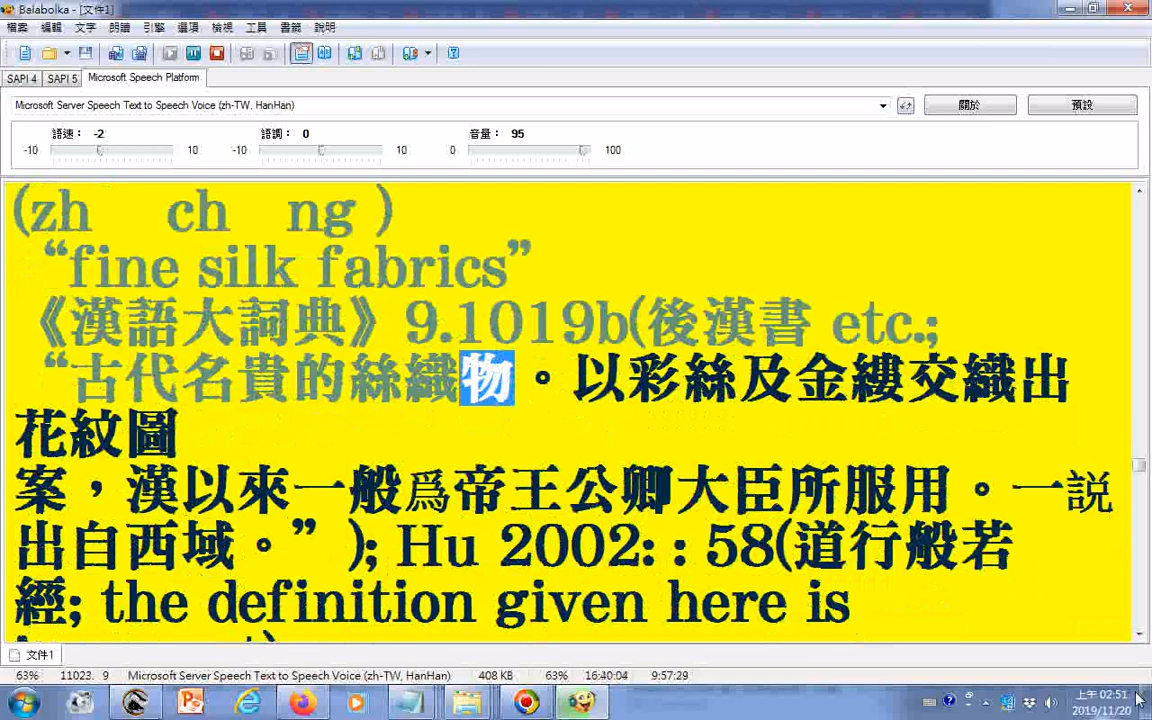 Balabolka - [文件1]
檔案 編輯 文字 朗讀 引擎 選項 檢視 工具 書籤 說明
SAPI 4 SAPI 5 Microsoft Speech Platform
Microsoft Server Speech Text to Speech Voice (zh-TW, HanHan) 關於 預設
語速： -2 語調： 0 音量： 95
-10 10 -10 10 0 100
(zh ch ng )
“fine silk fabrics”
《漢語大詞典》9.1019b(後漢書 etc.;
“古代名貴的絲織物。以彩絲及金縷交織出
花紋圖
案，漢以來一般爲帝王公卿大臣所服用。一説
出自西域。”); Hu 2002: : 58(道行般若
經; the definition given here is
文件1
63% 11023. 9 Microsoft Server Speech Text to Speech Voice (zh-TW, HanHan) 408 KB 63% 16:40:04 9:57:29
上午 02:51
2019/11/20